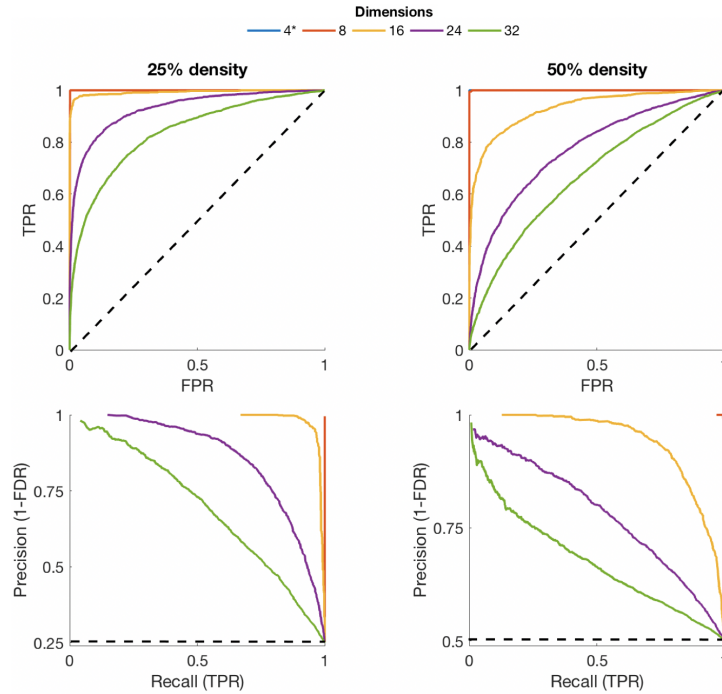 Dimensions
4* 8 16 24 32
25% density
50% density
1
0.8
0.6
0.4
0.2
0
TPR
0 0.5 1
FPR
1
0.8
0.6
0.4
0.2
0
TPR
0 0.5 1
FPR
1
0.75
0.5
0.25
Precision (1-FDR)
0 0.5 1
Recall (TPR)
1
0.75
0.5
Precision (1-FDR)
0 0.5 1
Recall (TPR)